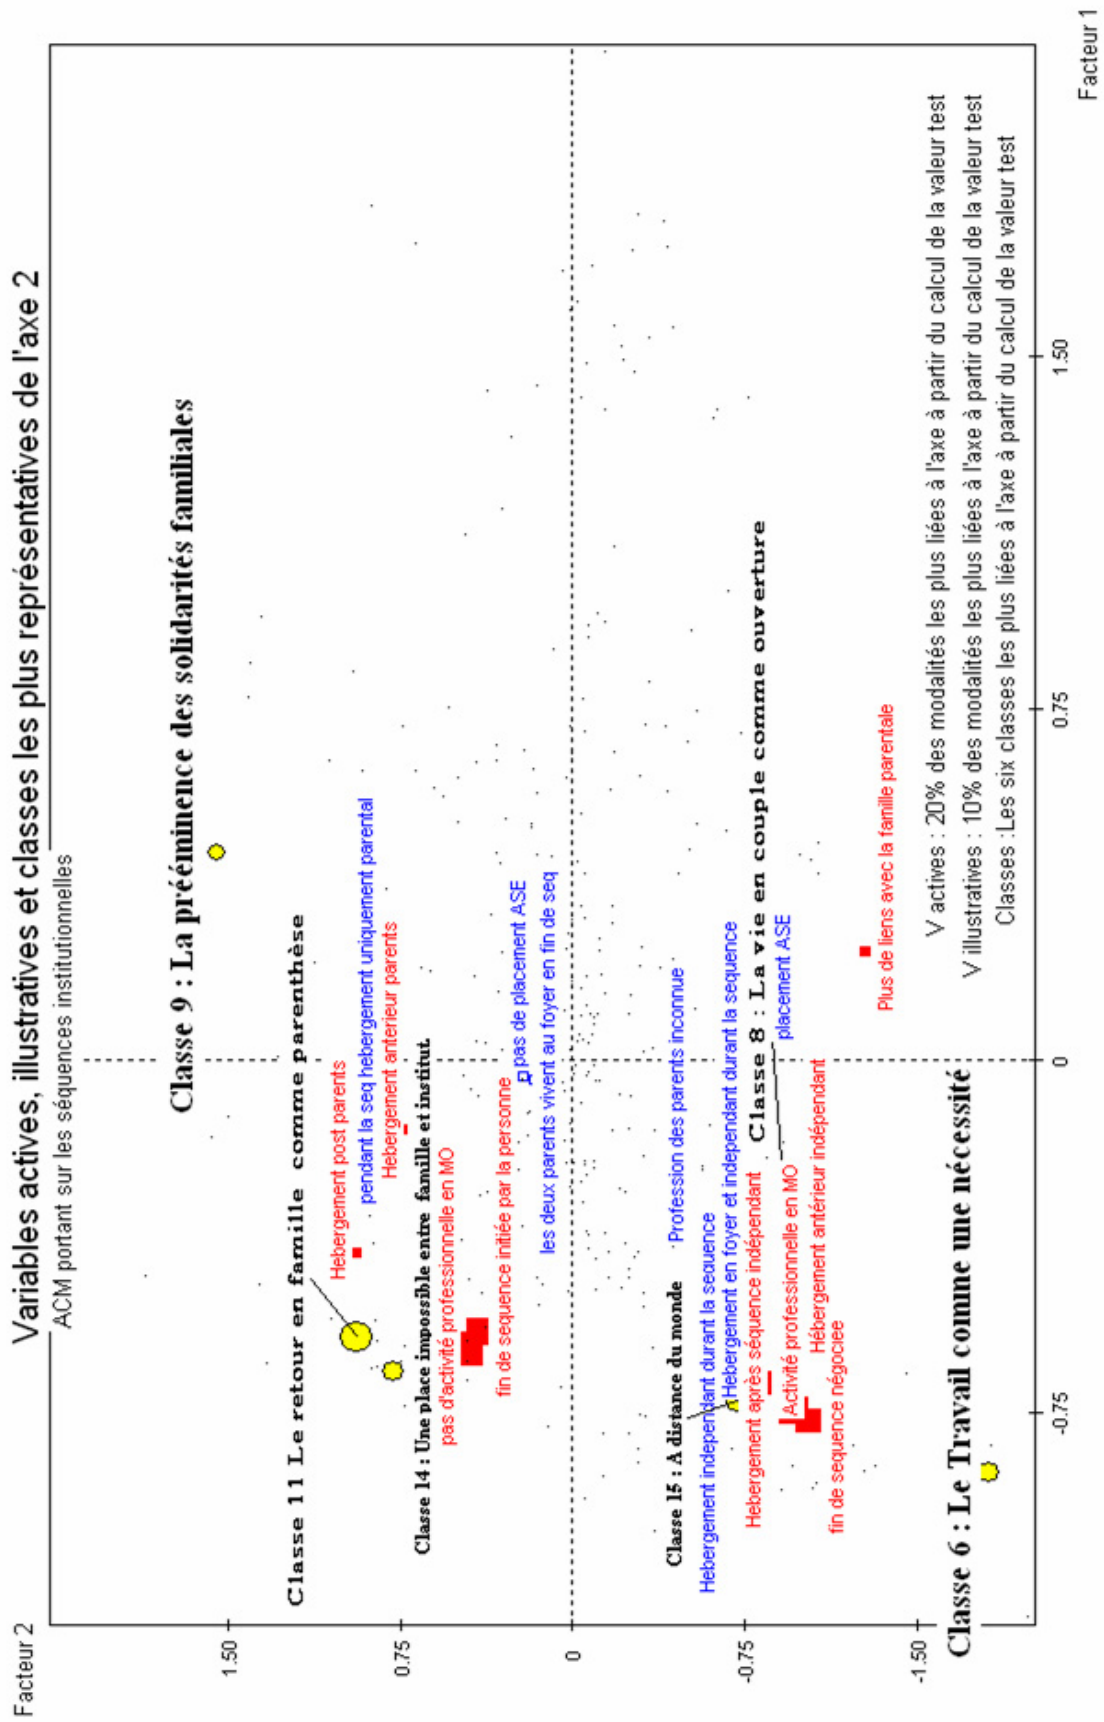 Variables actives, illustratives et classes les plus représentatives de l'axe 2
ACM portant sur les séquences institutionnelles
Facteur 2
Classe 9 : La prééminence des solidarités familiales
1.50
Classe 11 Le retour en famille comme parenthèse
Hebergement post parents
pendant la seq hebergement uniquement parental
Hebergement anterieur parents
0.75
Classe 14 : Une place impossible entre famille et institut.
pas d'activité professionnelle en MO
fin de sequence initiée par la personne
pas de placement ASE
les deux parents vivent au foyer en fin de seq
0
Classe 15 : A distance du monde
Profession des parents inconnue
Hebergement independant durant la sequence
Hebergement en foyer et independant durant la sequence
Hebergement après séquence indépendant
-0.75
Classe 8 : La vie en couple comme ouverture
placement ASE
Activité professionnelle en MO
Hébergement antérieur indépendant
fin de sequence négociee
Plus de liens avec la famille parentale
-1.50
Classe 6 : Le Travail comme une nécessité
V actives : 20% des modalités les plus liées à l'axe à partir du calcul de la valeur test
V illustratives : 10% des modalités les plus liées à l'axe à partir du calcul de la valeur test
Classes :Les six classes les plus liées à l'axe à partir du calcul de la valeur test
-0.75
0
0.75
1.50
Facteur 1